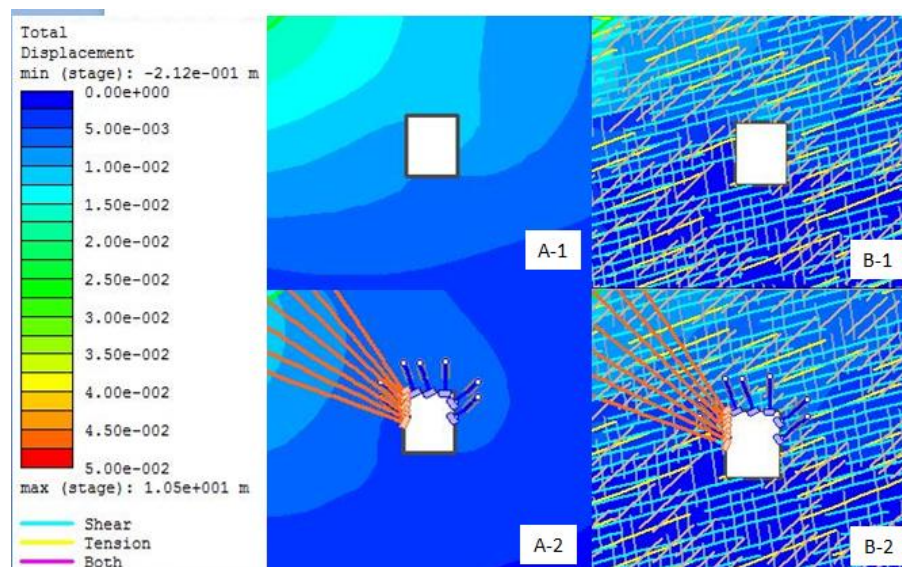 Total
Displacement
min (stage): -2.12e-001 m
0.00e+000
5.00e-003
1.00e-002
1.50e-002
2.00e-002
2.50e-002
3.00e-002
3.50e-002
4.00e-002
4.50e-002
5.00e-002
max (stage): 1.05e+001 m
Shear
Tension
Both
A-1
B-1
A-2
B-2